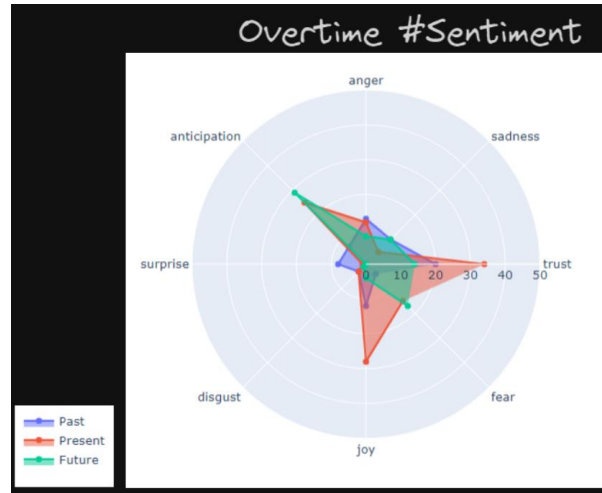 Overtime #Sentiment
anger
anticipation
sadness
surprise
0 10 20 30 40 50
trust
disgust
fear
joy
Past
Present
Future